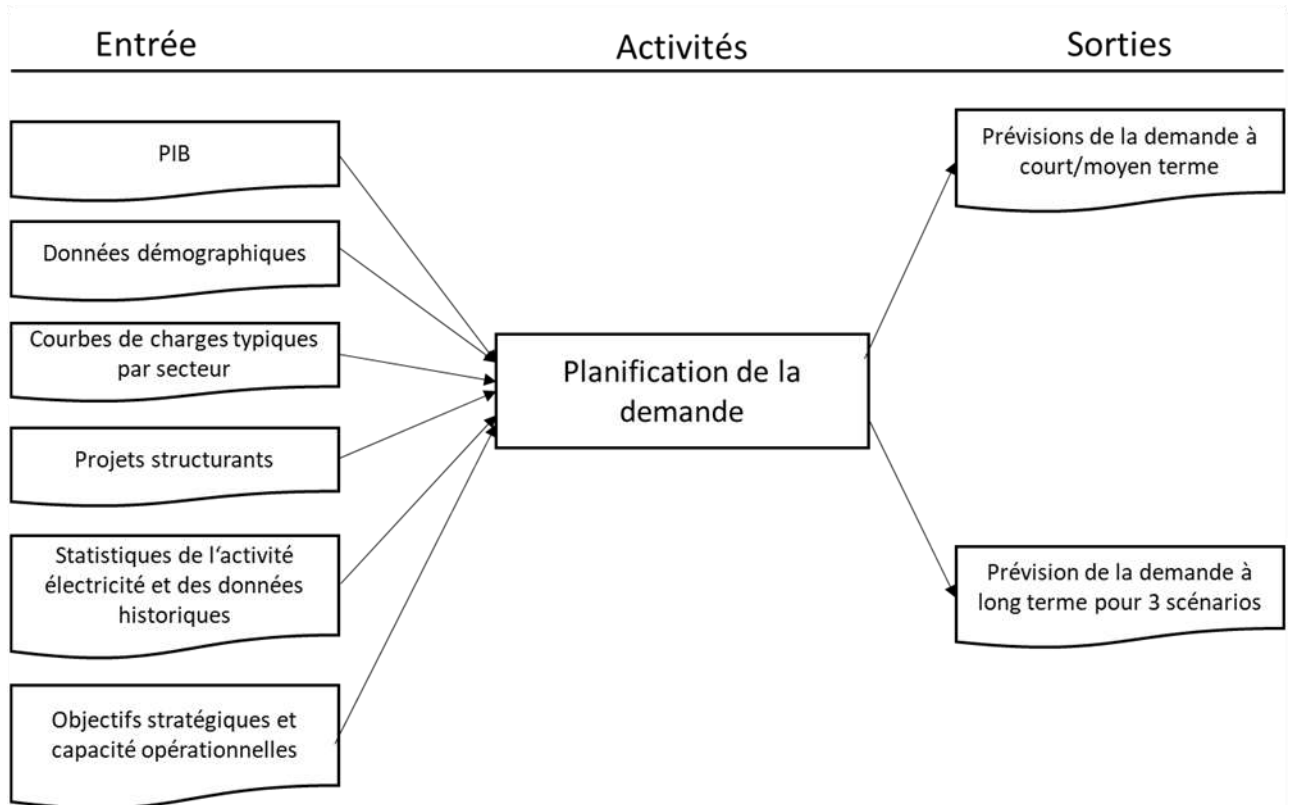 Entrée
Activités
Sorties
PIB
Données démographiques
Courbes de charges typiques
par secteur
Projets structurants
Statistiques de l‘activité
électricité et des données
historiques
Objectifs stratégiques et
capacité opérationnelles
Planification de la
demande
Prévisions de la demande à
court/moyen terme
Prévision de la demande à
long terme pour 3 scénarios